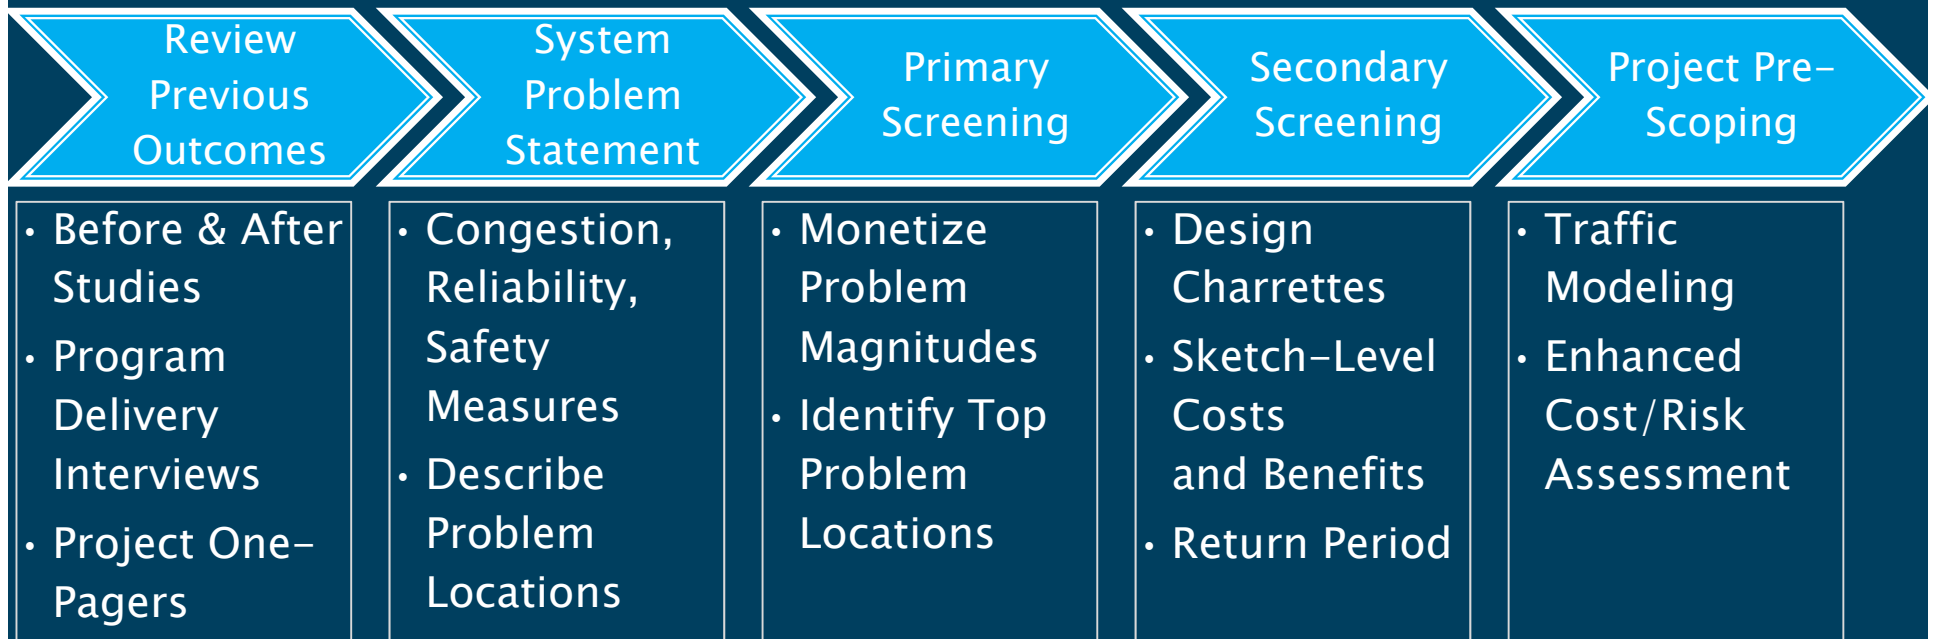 Review
Previous
Outcomes
System
Problem
Statement
Primary
Screening
Secondary
Screening
Project Pre-
Scoping
• Before & After
Studies
• Program
Delivery
Interviews
• Project One-
Pagers
• Congestion,
Reliability,
Safety
Measures
• Describe
Problem
Locations
• Monetize
Problem
Magnitudes
• Identify Top
Problem
Locations
• Design
Charrettes
• Sketch-Level
Costs
and Benefits
• Return Period
• Traffic
Modeling
• Enhanced
Cost/Risk
Assessment